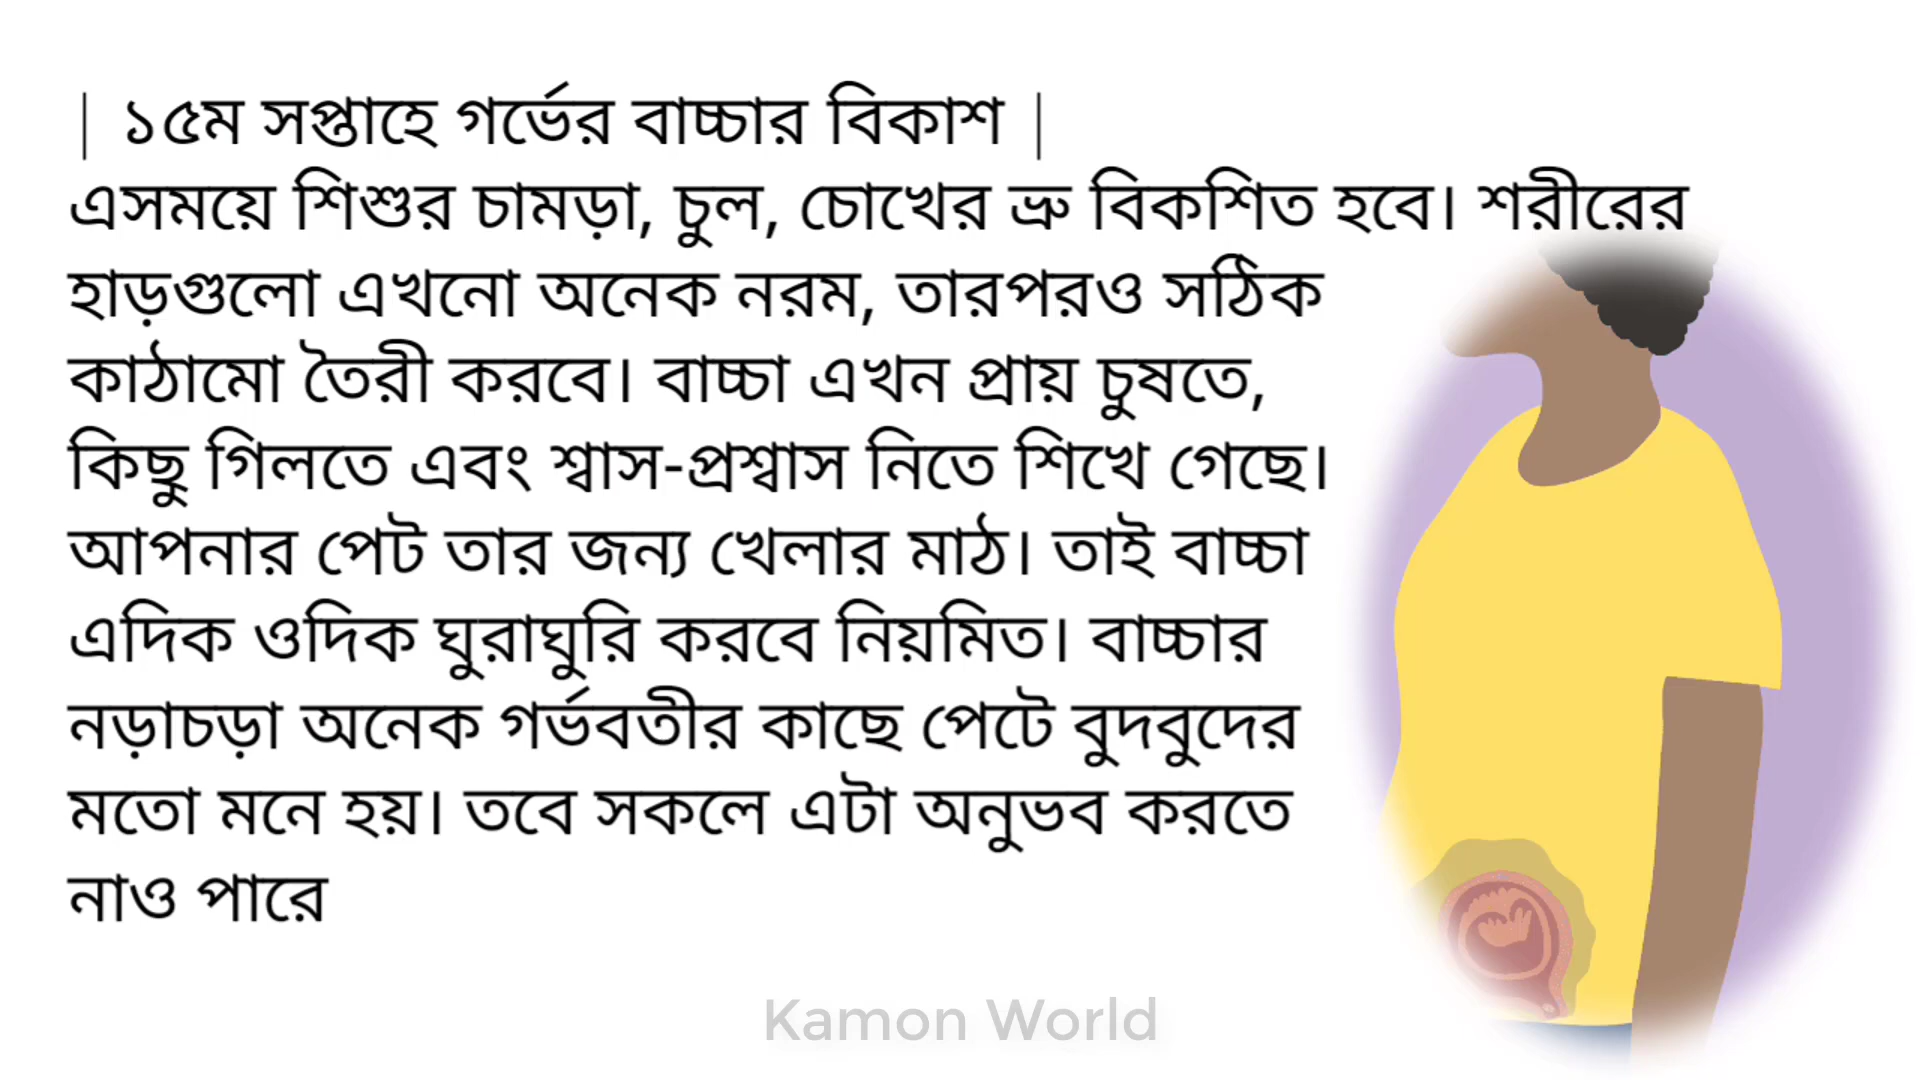 | ১৫ম সপ্তাহে গর্ভের বাচ্চার বিকাশ |
এসময়ে শিশুর চামড়া, চুল, চোখের ভ্রু বিকশিত হবে। শরীরের
হাড়গুলো এখনো অনেক নরম, তারপরও সঠিক
কাঠামো তৈরী করবে। বাচ্চা এখন প্রায় চুষতে,
কিছু গিলতে এবং শ্বাস-প্রশ্বাস নিতে শিখে গেছে।
আপনার পেট তার জন্য খেলার মাঠ। তাই বাচ্চা
এদিক ওদিক ঘুরাঘুরি করবে নিয়মিত। বাচ্চার
নড়াচড়া অনেক গর্ভবতীর কাছে পেটে বুদবুদের
মতো মনে হয়। তবে সকলে এটা অনুভব করতে
নাও পারে
Kamon World